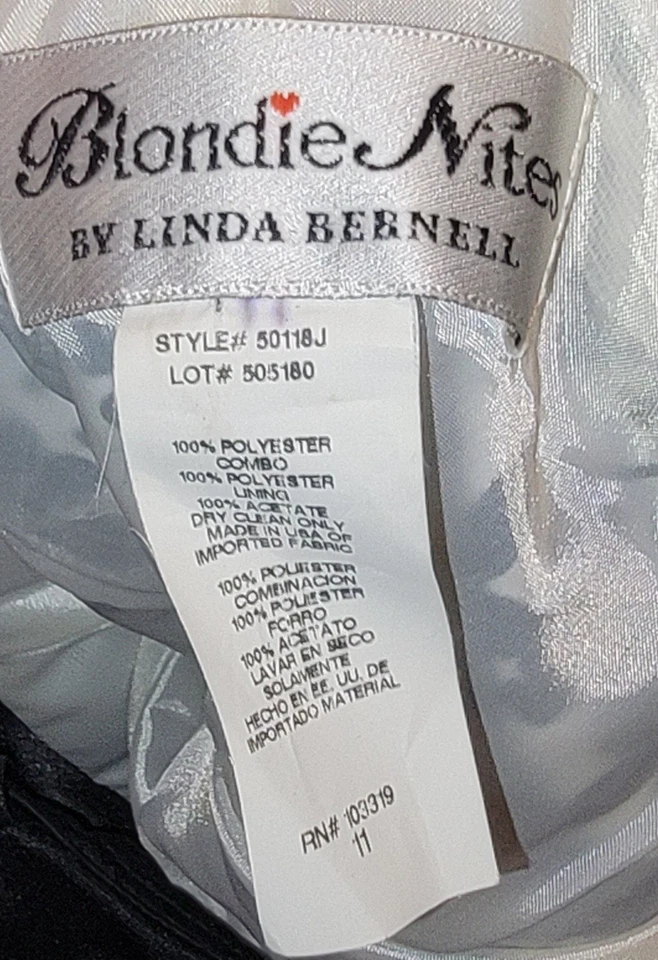 Blondie Nites
BY LINDA BERNELL
STYLE# 50118J
LOT# 505180
100% POLYESTER
COMBO
100% POLYESTER
LINING
100% ACETATE
DRY CLEAN ONLY
MADE IN USA OF
IMPORTED FABRIC
100% POLIESTER
COMBINACION
100% POLIESTER
FORRO
100% ACETATO
LAVAR EN SECO
SOLAMENTE
HECHO EN EE. UU. DE
IMPORTADO MATERIAL
RN# 103319
11